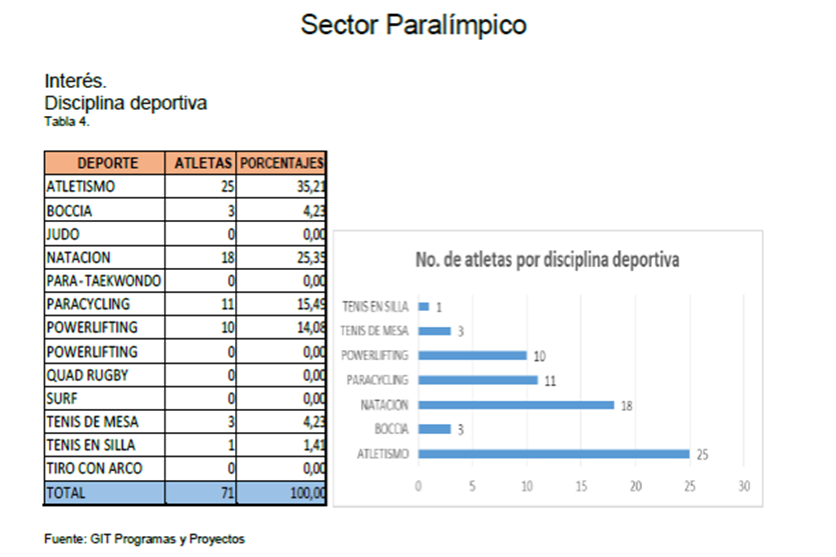 Sector Paralímpico
Interés.
Disciplina deportiva
Tabla 4.
DEPORTE ATLETAS PORCENTAJES
ATLETISMO 25 35,21
BOCCIA 3 4,23
JUDO 0 0,00
NATACION 18 25,35
PARA-TAEKWONDO 0 0,00
PARACYCLING 11 15,49
POWERLIFTING 10 14,08
POWERLIFTING 0 0,00
QUAD RUGBY 0 0,00
SURF 0 0,00
TENIS DE MESA 3 4,23
TENIS EN SILLA 1 1,41
TIRO CON ARCO 0 0,00
TOTAL 71 100,00
No. de atletas por disciplina deportiva
TENIS EN SILLA 1
TENIS DE MESA 3
POWERLIFTING 10
PARACYCLING 11
NATACION 18
BOCCIA 3
ATLETISMO 25
0 5 10 15 20 25 30
Fuente: GIT Programas y Proyectos